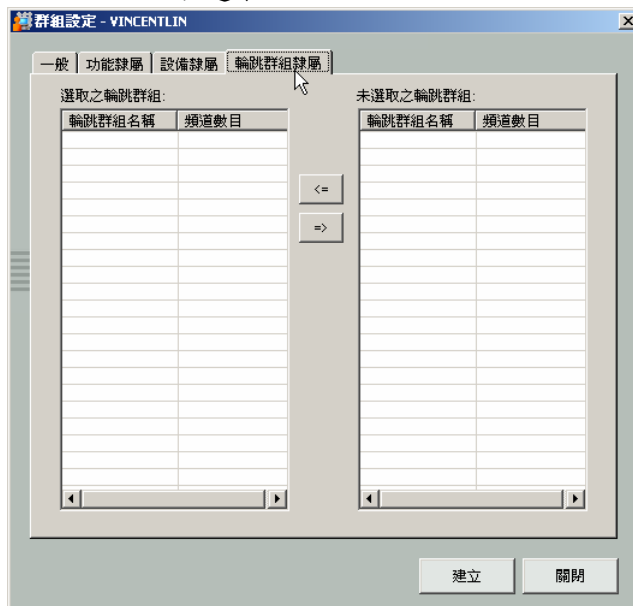 群組設定 - VINCENTLIN
一般 功能隸屬 設備隸屬 輪跳群組隸屬
選取之輪跳群組: 未選取之輪跳群組:
輪跳群組名稱 頻道數目 輪跳群組名稱 頻道數目
<=
=>
建立 關閉